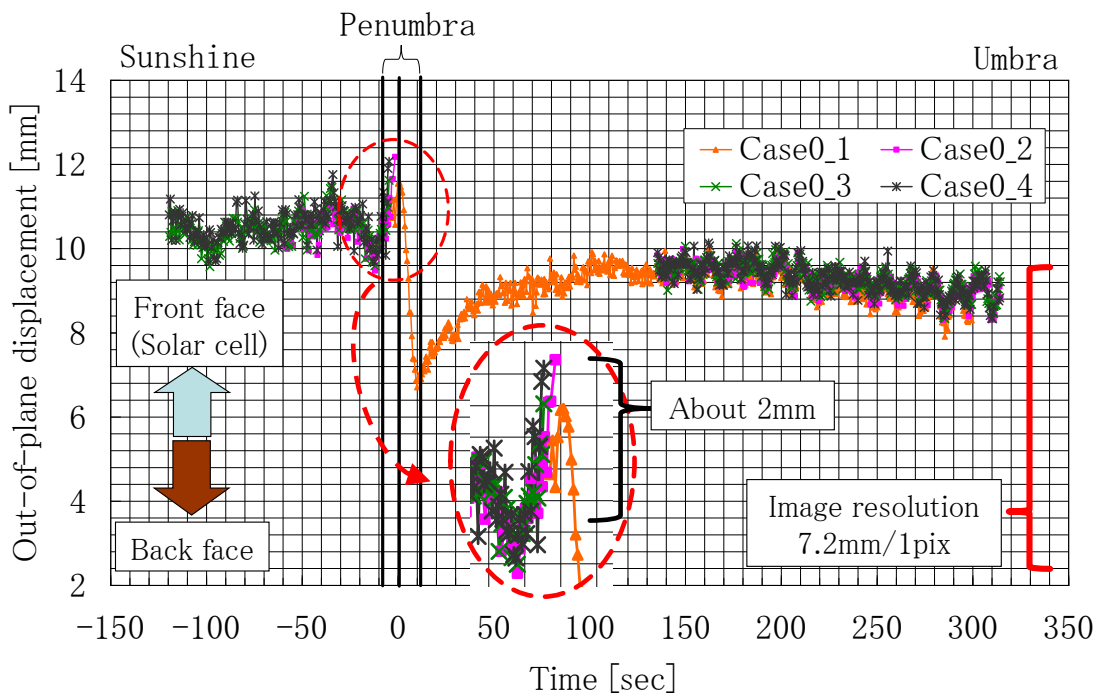 Penumbra
Sunshine
Umbra
14
12
10
8
6
4
2
Out-of-plane displacement [mm]
Case0_1
Case0_2
Case0_3
Case0_4
Front face
(Solar cell)
Back face
About 2mm
Image resolution
7.2mm/1pix
-150 -100 -50 0 50 100 150 200 250 300 350
Time [sec]